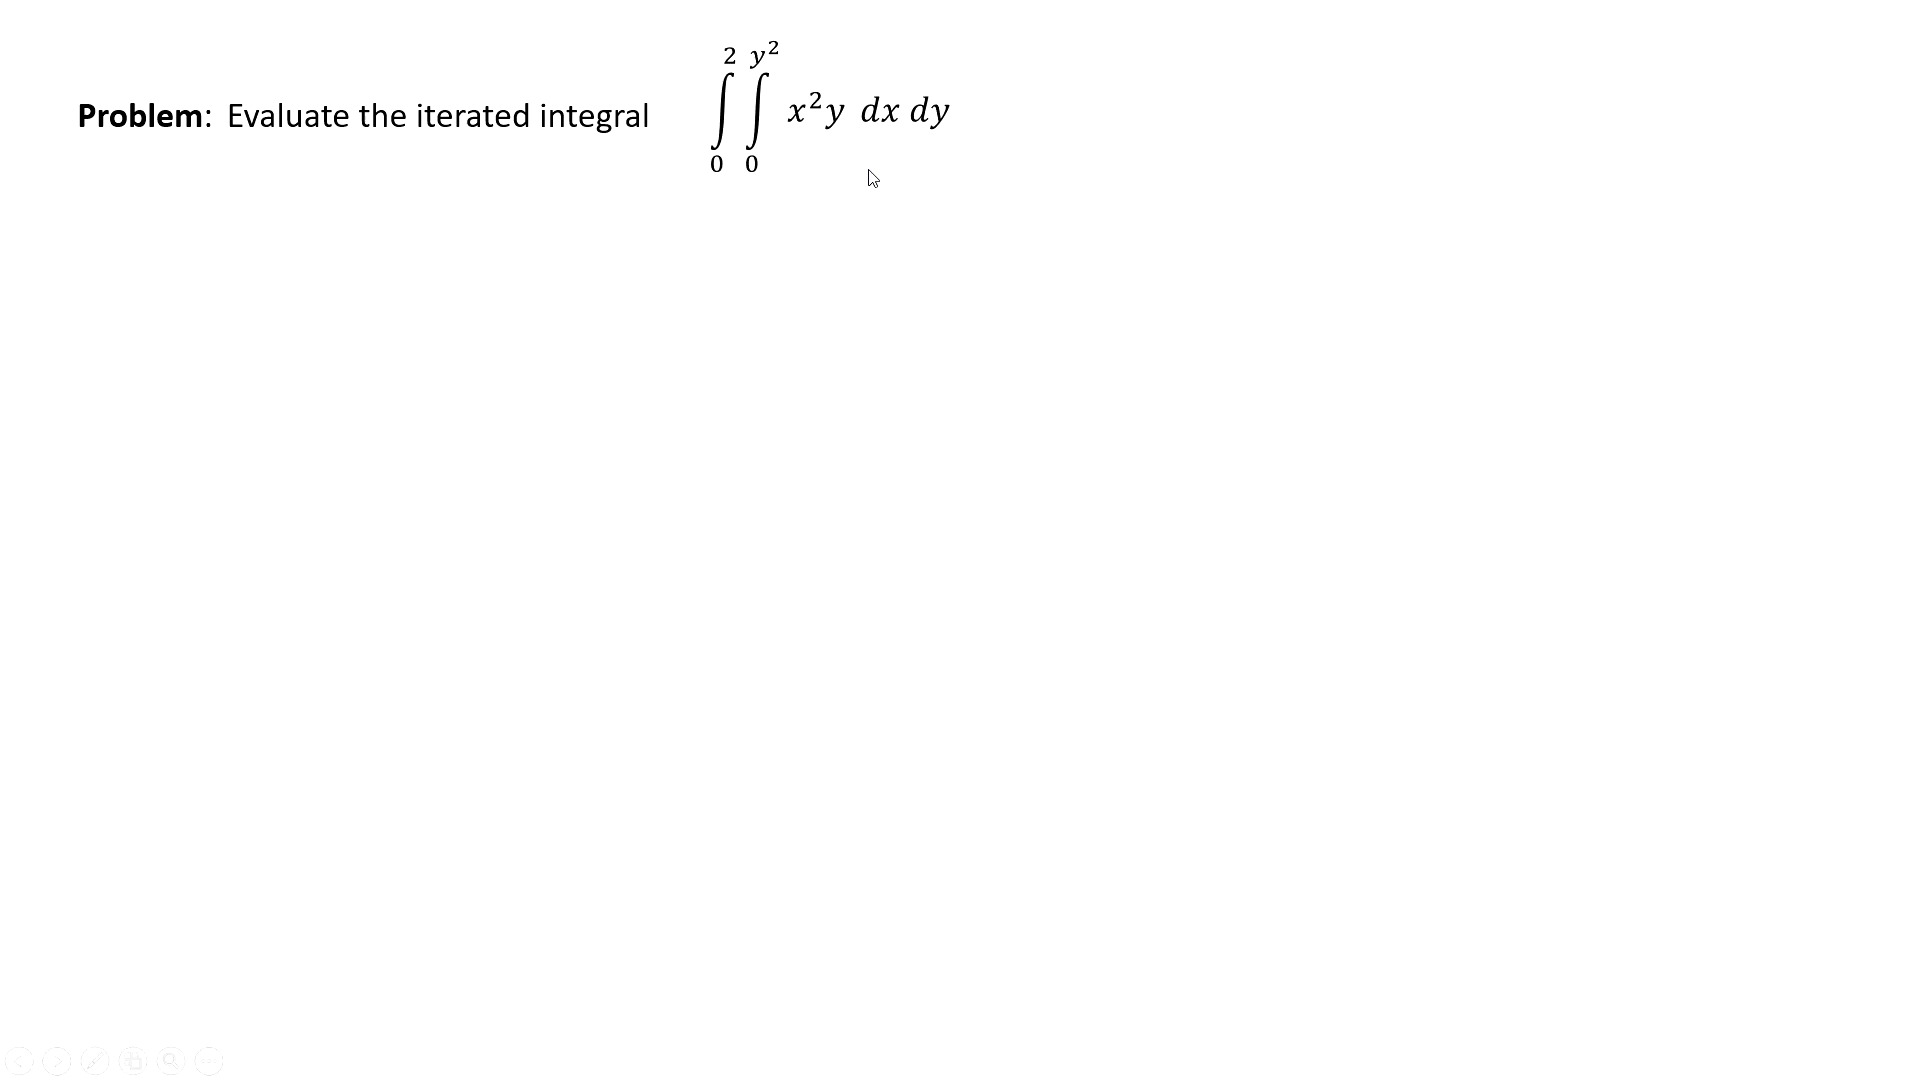 Problem: Evaluate the iterated integral ∫₀² ∫₀^{y²} x²y dx dy